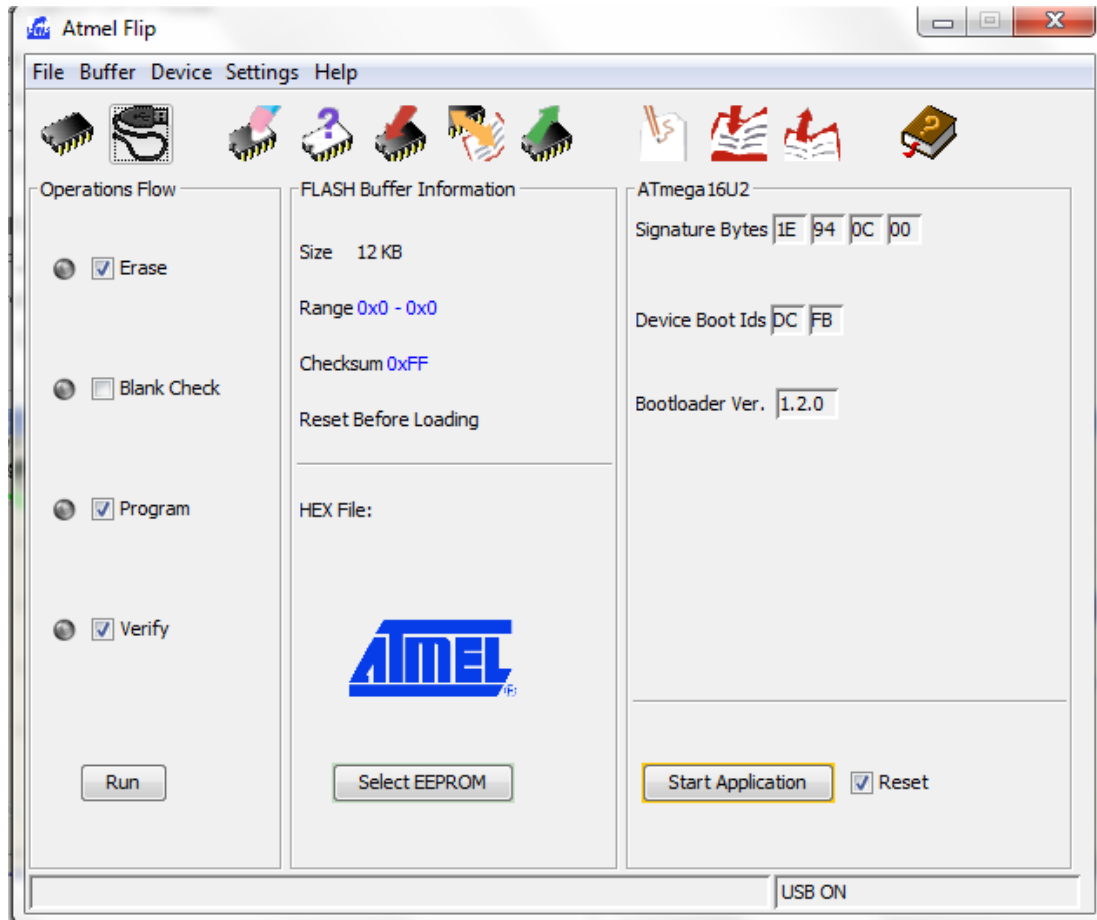 Atmel Flip
File Buffer Device Settings Help
Operations Flow
Erase
Blank Check
Program
Verify
Run
FLASH Buffer Information
Size 12 KB
Range 0x0 - 0x0
Checksum 0xFF
Reset Before Loading
HEX File:
ATMEL®
Select EEPROM
ATmega16U2
Signature Bytes 1E 94 0C 00
Device Boot Ids DC FB
Bootloader Ver. 1.2.0
Start Application Reset
USB ON